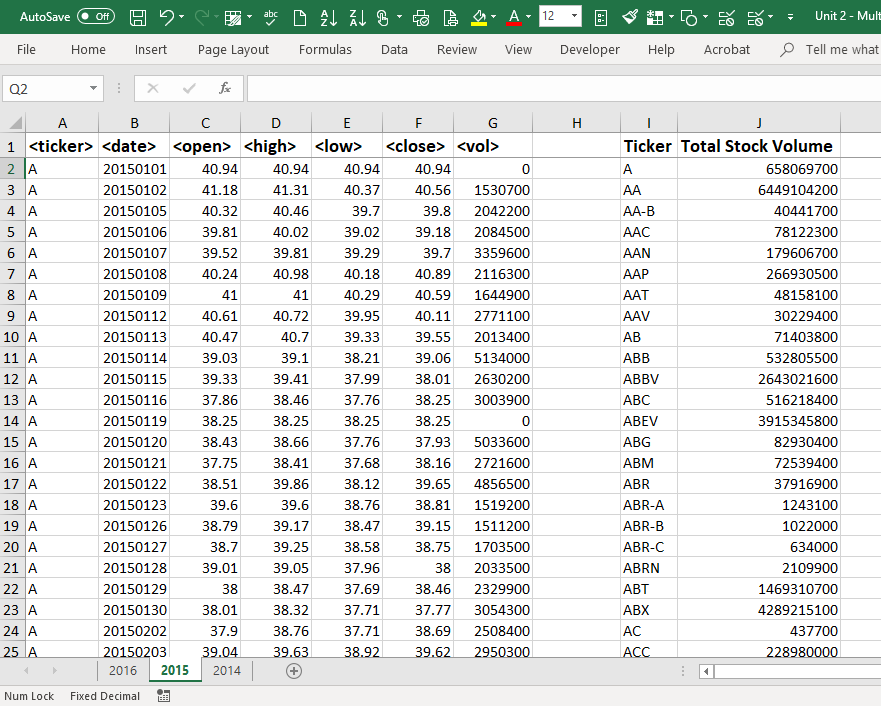 AutoSave Off abc 12 Unit 2 - Mult
File Home Insert Page Layout Formulas Data Review View Developer Help Acrobat Tell me what
Q2 fx
A B C D E F G H I J
1 <ticker> <date> <open> <high> <low> <close> <vol> Ticker Total Stock Volume
2 A 20150101 40.94 40.94 40.94 40.94 0 A 658069700
3 A 20150102 41.18 41.31 40.37 40.56 1530700 AA 6449104200
4 A 20150105 40.32 40.46 39.7 39.8 2042200 AA-B 40441700
5 A 20150106 39.81 40.02 39.02 39.18 2084500 AAC 78122300
6 A 20150107 39.52 39.81 39.29 39.7 3359600 AAN 179606700
7 A 20150108 40.24 40.98 40.18 40.89 2116300 AAP 266930500
8 A 20150109 41 41 40.29 40.59 1644900 AAT 48158100
9 A 20150112 40.61 40.72 39.95 40.11 2771100 AAV 30229400
10 A 20150113 40.47 40.7 39.33 39.55 2013400 AB 71403800
11 A 20150114 39.03 39.1 38.21 39.06 5134000 ABB 532805500
12 A 20150115 39.33 39.41 37.99 38.01 2630200 ABBV 2643021600
13 A 20150116 37.86 38.46 37.76 38.25 3003900 ABC 516218400
14 A 20150119 38.25 38.25 38.25 38.25 0 ABEV 3915345800
15 A 20150120 38.43 38.66 37.76 37.93 5033600 ABG 82930400
16 A 20150121 37.75 38.41 37.68 38.16 2721600 ABM 72539400
17 A 20150122 38.51 39.86 38.12 39.65 4856500 ABR 37916900
18 A 20150123 39.6 39.6 38.76 38.81 1519200 ABR-A 1243100
19 A 20150126 38.79 39.17 38.47 39.15 1511200 ABR-B 1022000
20 A 20150127 38.7 39.25 38.58 38.75 1703500 ABR-C 634000
21 A 20150128 39.01 39.05 37.96 38 2033500 ABRN 2109900
22 A 20150129 38 38.47 37.69 38.46 2329900 ABT 1469310700
23 A 20150130 38.01 38.32 37.71 37.77 3054300 ABX 4289215100
24 A 20150202 37.9 38.76 37.71 38.69 2508400 AC 437700
25 A 20150203 39.04 39.63 38.92 39.62 2950300 ACC 228980000
2016 2015 2014
Num Lock Fixed Decimal